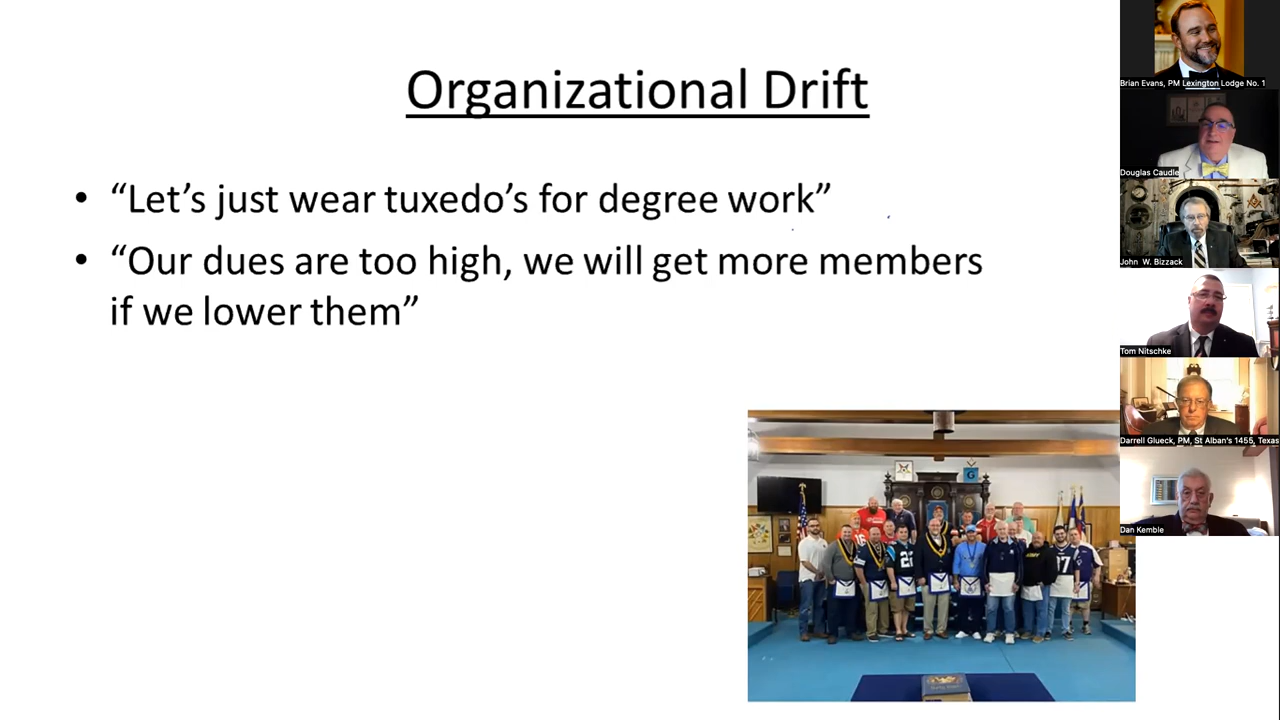 Organizational Drift
• “Let’s just wear tuxedo’s for degree work”
• “Our dues are too high, we will get more members
if we lower them”
Brian Evans, PM Lexington Lodge No. 1
Douglas Caudle
John W. Bizzack
Tom Nitschke
Darrell Glueck, PM, St Alban's 1455, Texas
Dan Kemble
G
22
ARMY